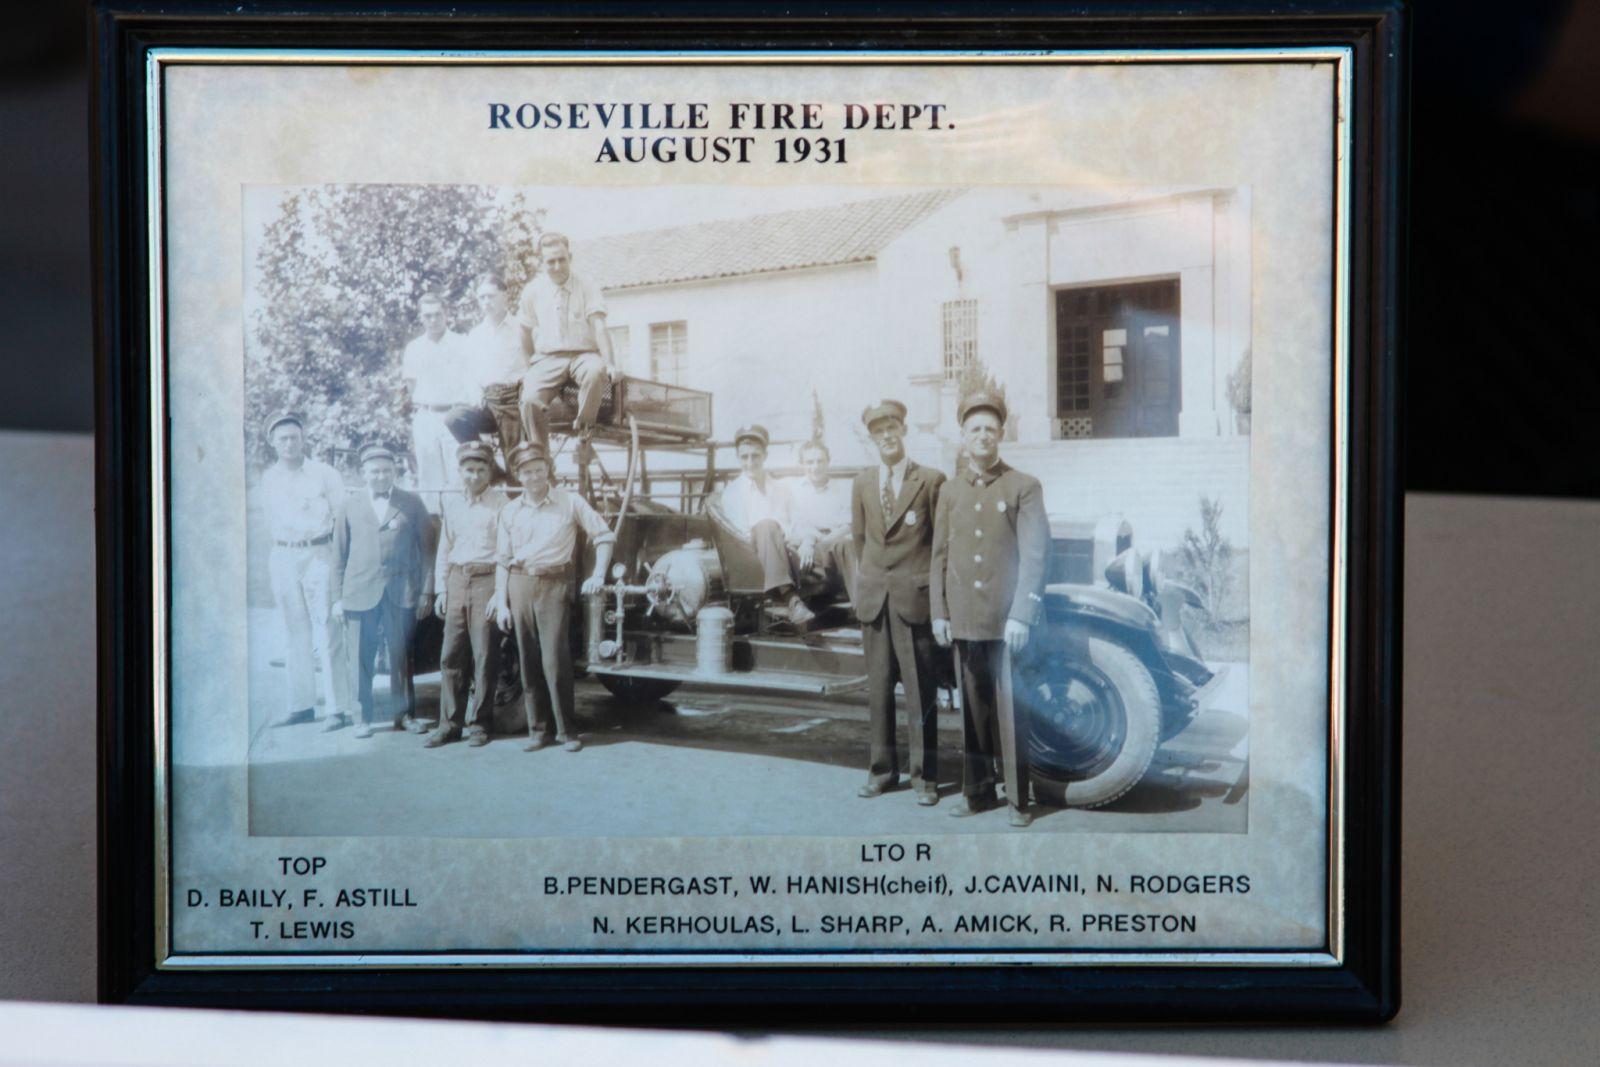 ROSEVILLE FIRE DEPT.
AUGUST 1931
TOP
D. BAILY, F. ASTILL
T. LEWIS
LTO R
B.PENDERGAST, W. HANISH(cheif), J.CAVAINI, N. RODGERS
N. KERHOULAS, L. SHARP, A. AMICK, R. PRESTON